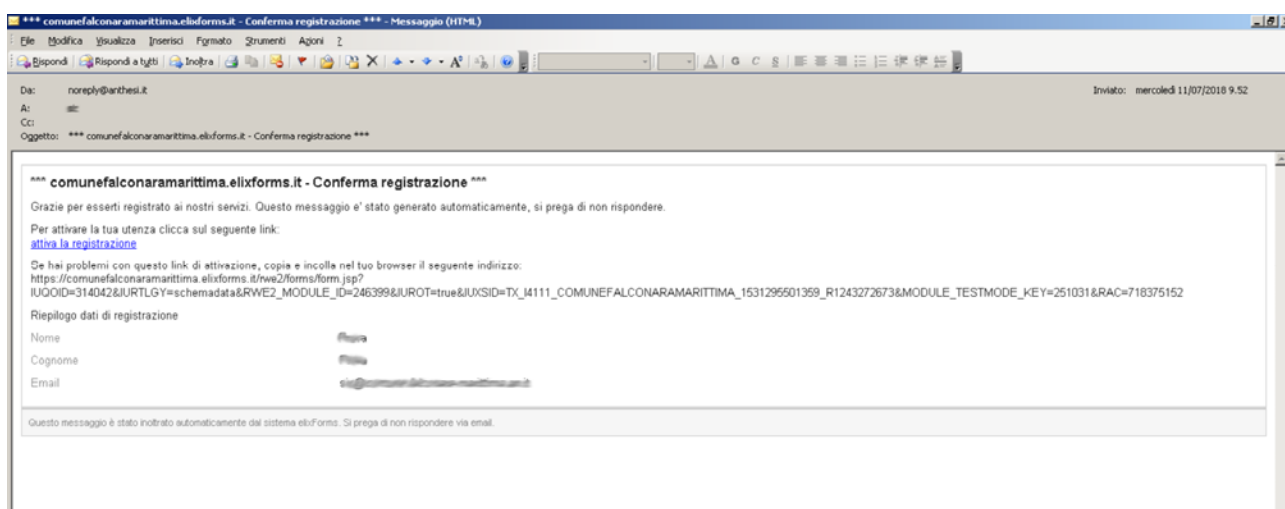 *** comunefalconaramarittima.elixforms.it - Conferma registrazione *** - Messaggio (HTML)
File Modifica Visualizza Inserisci Formato Strumenti Azioni ?
Rispondi Rispondi a tutti Inoltra
A G C S
Da: noreply@anthesi.it Inviato: mercoledì 11/07/2018 9.52
A:
Cc:
Oggetto: *** comunefalconaramarittima.elixforms.it - Conferma registrazione ***
*** comunefalconaramarittima.elixforms.it - Conferma registrazione ***
Grazie per esserti registrato ai nostri servizi. Questo messaggio e' stato generato automaticamente, si prega di non rispondere.
Per attivare la tua utenza clicca sul seguente link:
attiva la registrazione
Se hai problemi con questo link di attivazione, copia e incolla nel tuo browser il seguente indirizzo:
https://comunefalconaramarittima.elixforms.it/rwe2/forms/form.jsp?
IUQOID=314042&IURTLGY=schemadata&RWE2_MODULE_ID=246399&IUROT=true&IUXSID=TX_I4111_COMUNEFALCONARAMARITTIMA_1531295501359_R1243272673&MODULE_TESTMODE_KEY=251031&RAC=718375152
Riepilogo dati di registrazione
Nome
Cognome
Email
Questo messaggio è stato inoltrato automaticamente dal sistema elixForms. Si prega di non rispondere via email.